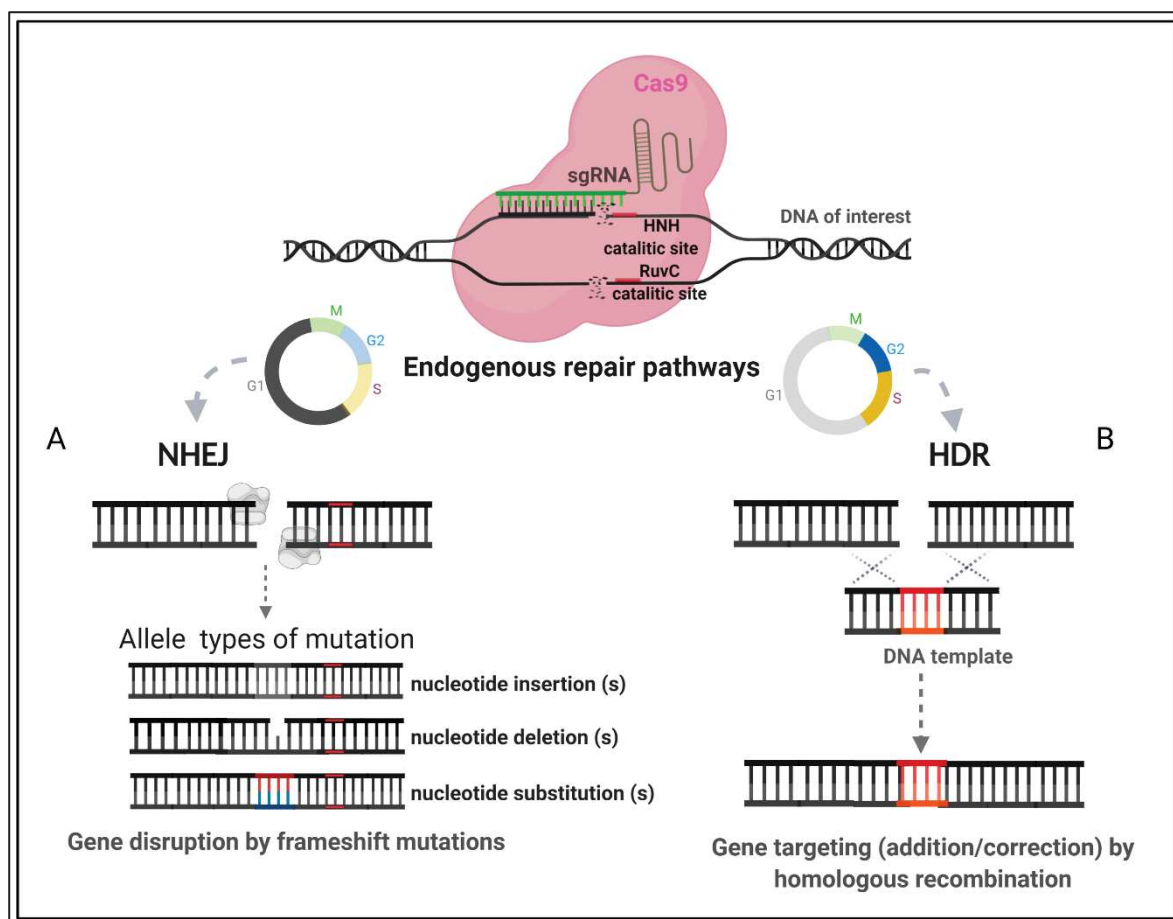 Cas9
sgRNA
DNA of interest
HNH
catalitic site
RuvC
catalitic site
M
G2
G1
S
Endogenous repair pathways
M
G2
G1
S
A
NHEJ
B
HDR
Allele types of mutation
nucleotide insertion (s)
nucleotide deletion (s)
nucleotide substitution (s)
Gene disruption by frameshift mutations
DNA template
Gene targeting (addition/correction) by
homologous recombination